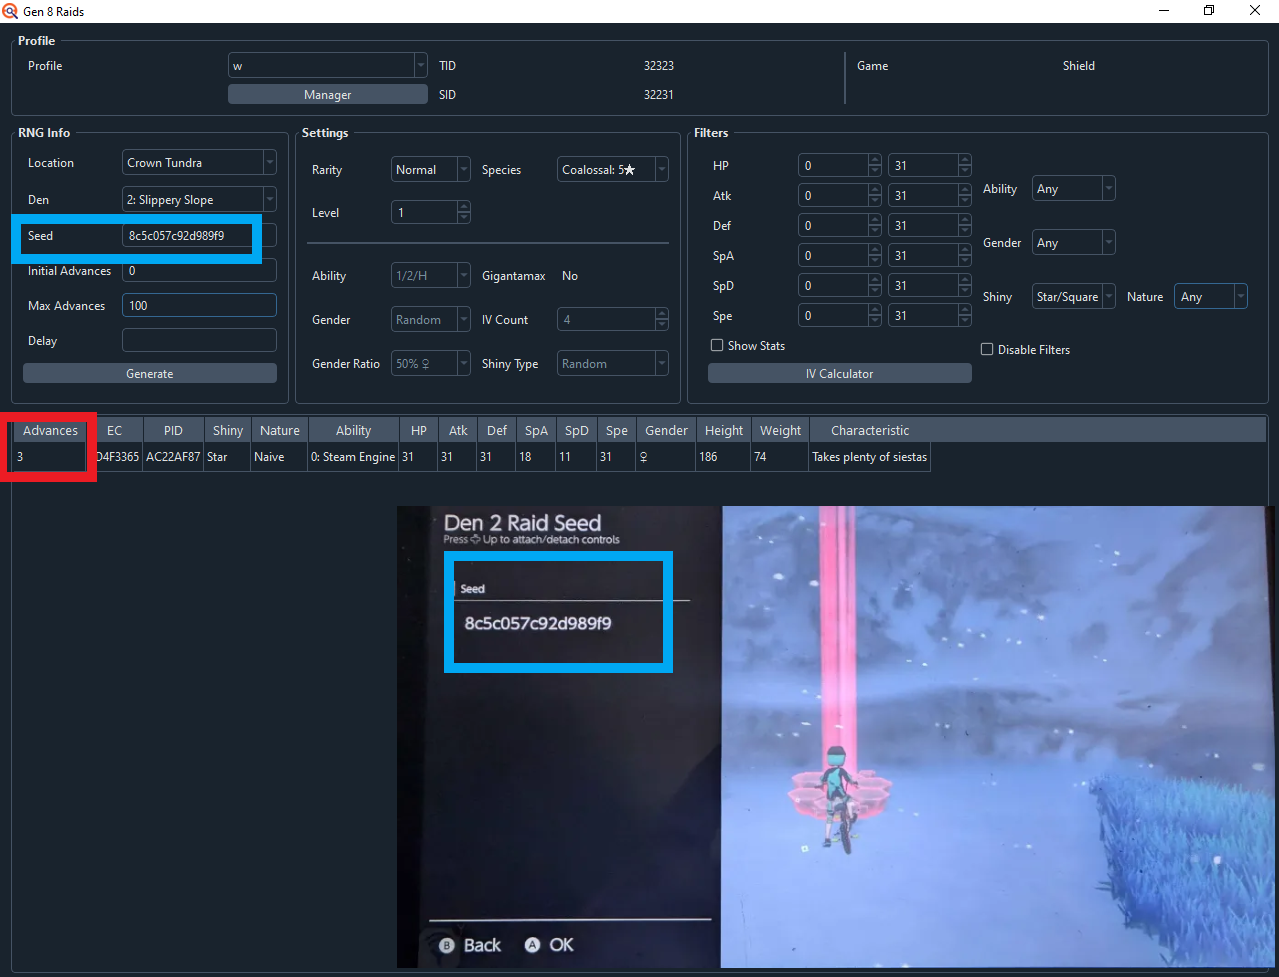 Gen 8 Raids
Profile
Profile
w
TID
32323
Game
Shield
Manager
SID
32231
RNG Info
Location
Crown Tundra
Den
2: Slippery Slope
Seed
8c5c057c92d989f9
Initial Advances
0
Max Advances
100
Delay
Generate
Settings
Rarity
Normal
Species
Coalossal: 5★
Level
1
Ability
1/2/H
Gigantamax
No
Gender
Random
IV Count
4
Gender Ratio
50% ♀
Shiny Type
Random
Filters
HP
0
31
Atk
0
31
Def
0
31
SpA
0
31
SpD
0
31
Spe
0
31
Ability
Any
Gender
Any
Shiny
Star/Square
Nature
Any
Show Stats
Disable Filters
IV Calculator
Advances EC PID Shiny Nature Ability HP Atk Def SpA SpD Spe Gender Height Weight Characteristic
3 D4F3365 AC22AF87 Star Naive 0: Steam Engine 31 31 31 18 11 31 ♀ 186 74 Takes plenty of siestas
Den 2 Raid Seed
Press Up to attach/detach controls
Seed
8c5c057c92d989f9
B Back A OK